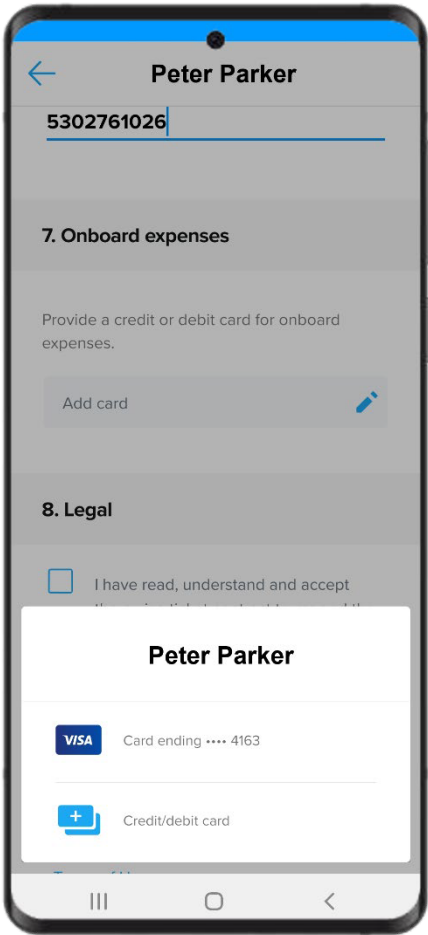 Peter Parker
5302761026
7. Onboard expenses
Provide a credit or debit card for onboard
expenses.
Add card
8. Legal
I have read, understand and accept
Peter Parker
VISA
Card ending •••• 4163
Credit/debit card